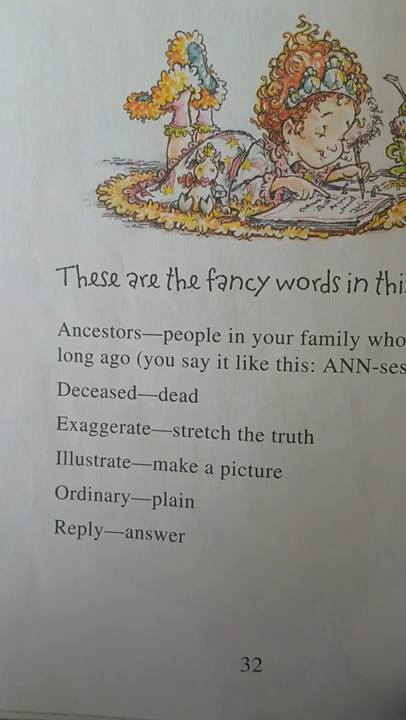 These are the fancy words in this
Ancestors—people in your family who
long ago (you say it like this: ANN-ses
Deceased—dead
Exaggerate—stretch the truth
Illustrate—make a picture
Ordinary—plain
Reply—answer
32